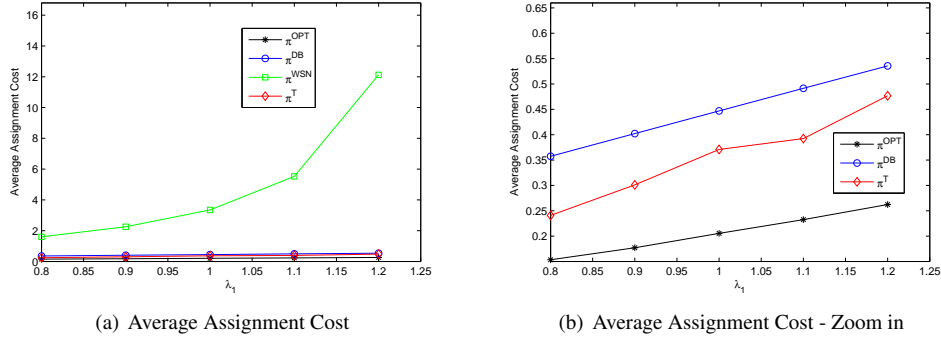 16
14
12
10
8
6
4
2
0
0.8 0.85 0.9 0.95 1 1.05 1.1 1.15 1.2 1.25
Average Assignment Cost
λ1
π^OPT
π^DB
π^WSN
π^T
(a) Average Assignment Cost
0.65
0.6
0.55
0.5
0.45
0.4
0.35
0.3
0.25
0.2
0.8 0.85 0.9 0.95 1 1.05 1.1 1.15 1.2 1.25
Average Assignment Cost
λ1
π^OPT
π^DB
π^T
(b) Average Assignment Cost - Zoom in